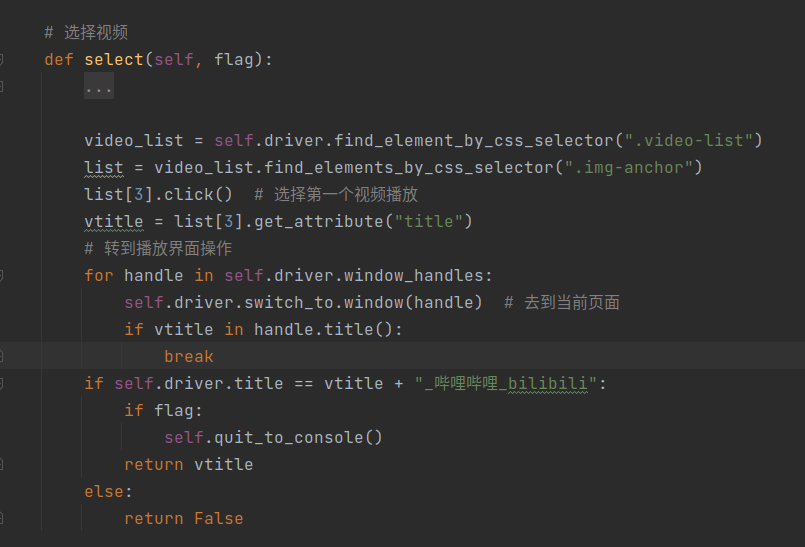 # 选择视频
def select(self, flag):
...
video_list = self.driver.find_element_by_css_selector(".video-list")
list = video_list.find_elements_by_css_selector(".img-anchor")
list[3].click()  # 选择第一个视频播放
vtitle = list[3].get_attribute("title")
# 转到播放界面操作
for handle in self.driver.window_handles:
self.driver.switch_to.window(handle)  # 去到当前页面
if vtitle in handle.title():
break
if self.driver.title == vtitle + "_哔哩哔哩_bilibili":
if flag:
self.quit_to_console()
return vtitle
else:
return False